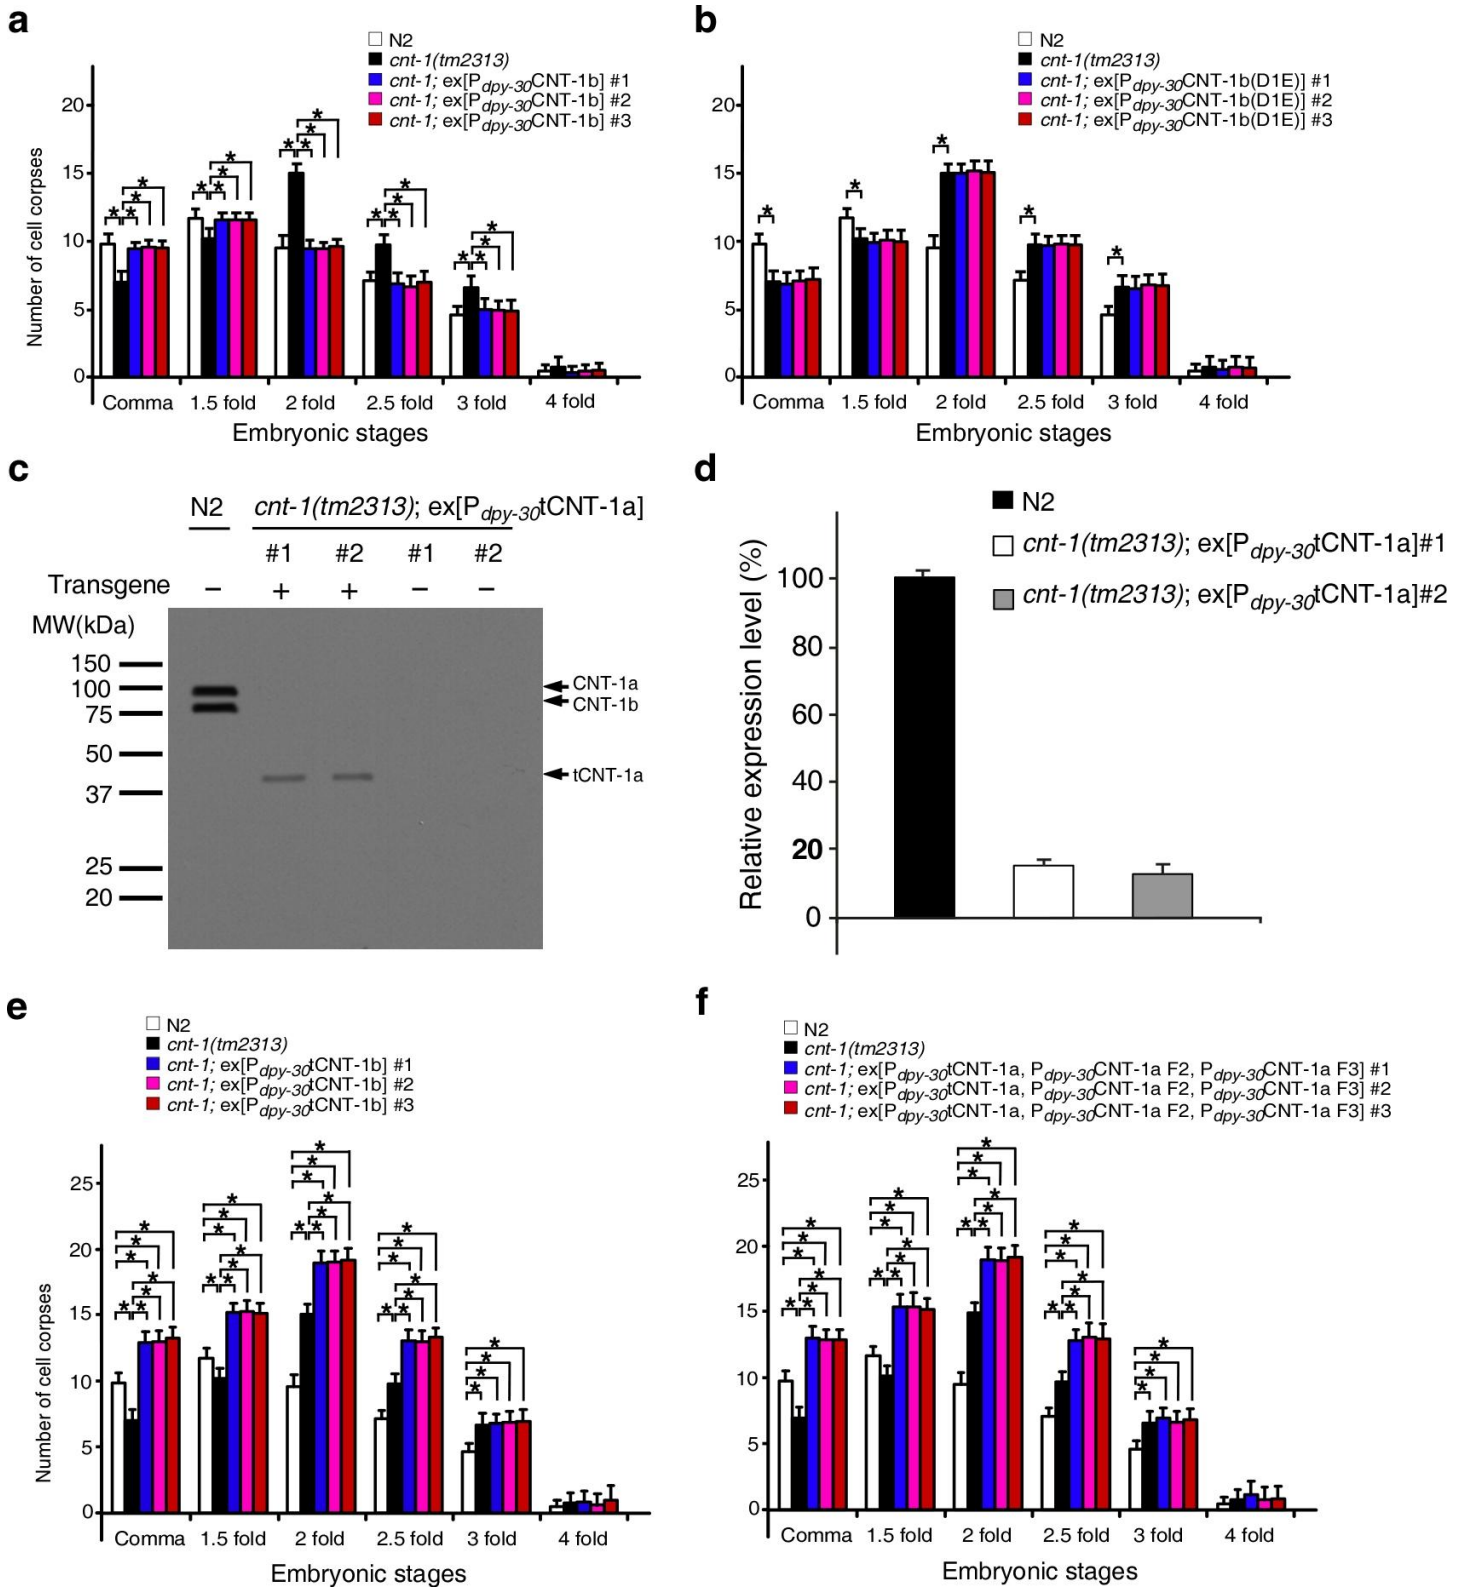 a
N2
cnt-1(tm2313)
cnt-1; ex[Pdpy-30CNT-1b] #1
cnt-1; ex[Pdpy-30CNT-1b] #2
cnt-1; ex[Pdpy-30CNT-1b] #3
Number of cell corpses
20
15
10
5
0
* * * *
* * * *
* * * *
* * * *
* * * *
Comma 1.5 fold 2 fold 2.5 fold 3 fold 4 fold
Embryonic stages
b
N2
cnt-1(tm2313)
cnt-1; ex[Pdpy-30CNT-1b(D1E)] #1
cnt-1; ex[Pdpy-30CNT-1b(D1E)] #2
cnt-1; ex[Pdpy-30CNT-1b(D1E)] #3
20
15
10
5
0
* * * * *
Comma 1.5 fold 2 fold 2.5 fold 3 fold 4 fold
Embryonic stages
c
N2 cnt-1(tm2313); ex[Pdpy-30tCNT-1a]
#1 #2 #1 #2
Transgene – + + – –
MW(kDa)
150
100
75
50
37
25
20
CNT-1a
CNT-1b
tCNT-1a
d
N2
cnt-1(tm2313); ex[Pdpy-30tCNT-1a]#1
cnt-1(tm2313); ex[Pdpy-30tCNT-1a]#2
Relative expression level (%)
100
80
60
40
20
0
e
N2
cnt-1(tm2313)
cnt-1; ex[Pdpy-30tCNT-1b] #1
cnt-1; ex[Pdpy-30tCNT-1b] #2
cnt-1; ex[Pdpy-30tCNT-1b] #3
Number of cell corpses
25
20
15
10
5
0
* * * * * * *
* * * * * * *
* * * * * * *
* * * * * * *
* * * *
Comma 1.5 fold 2 fold 2.5 fold 3 fold 4 fold
Embryonic stages
f
N2
cnt-1(tm2313)
cnt-1; ex[Pdpy-30tCNT-1a, Pdpy-30CNT-1a F2, Pdpy-30CNT-1a F3] #1
cnt-1; ex[Pdpy-30tCNT-1a, Pdpy-30CNT-1a F2, Pdpy-30CNT-1a F3] #2
cnt-1; ex[Pdpy-30tCNT-1a, Pdpy-30CNT-1a F2, Pdpy-30CNT-1a F3] #3
25
20
15
10
5
0
* * * * * * *
* * * * * * *
* * * * * * *
* * * * * * *
* * * *
Comma 1.5 fold 2 fold 2.5 fold 3 fold 4 fold
Embryonic stages